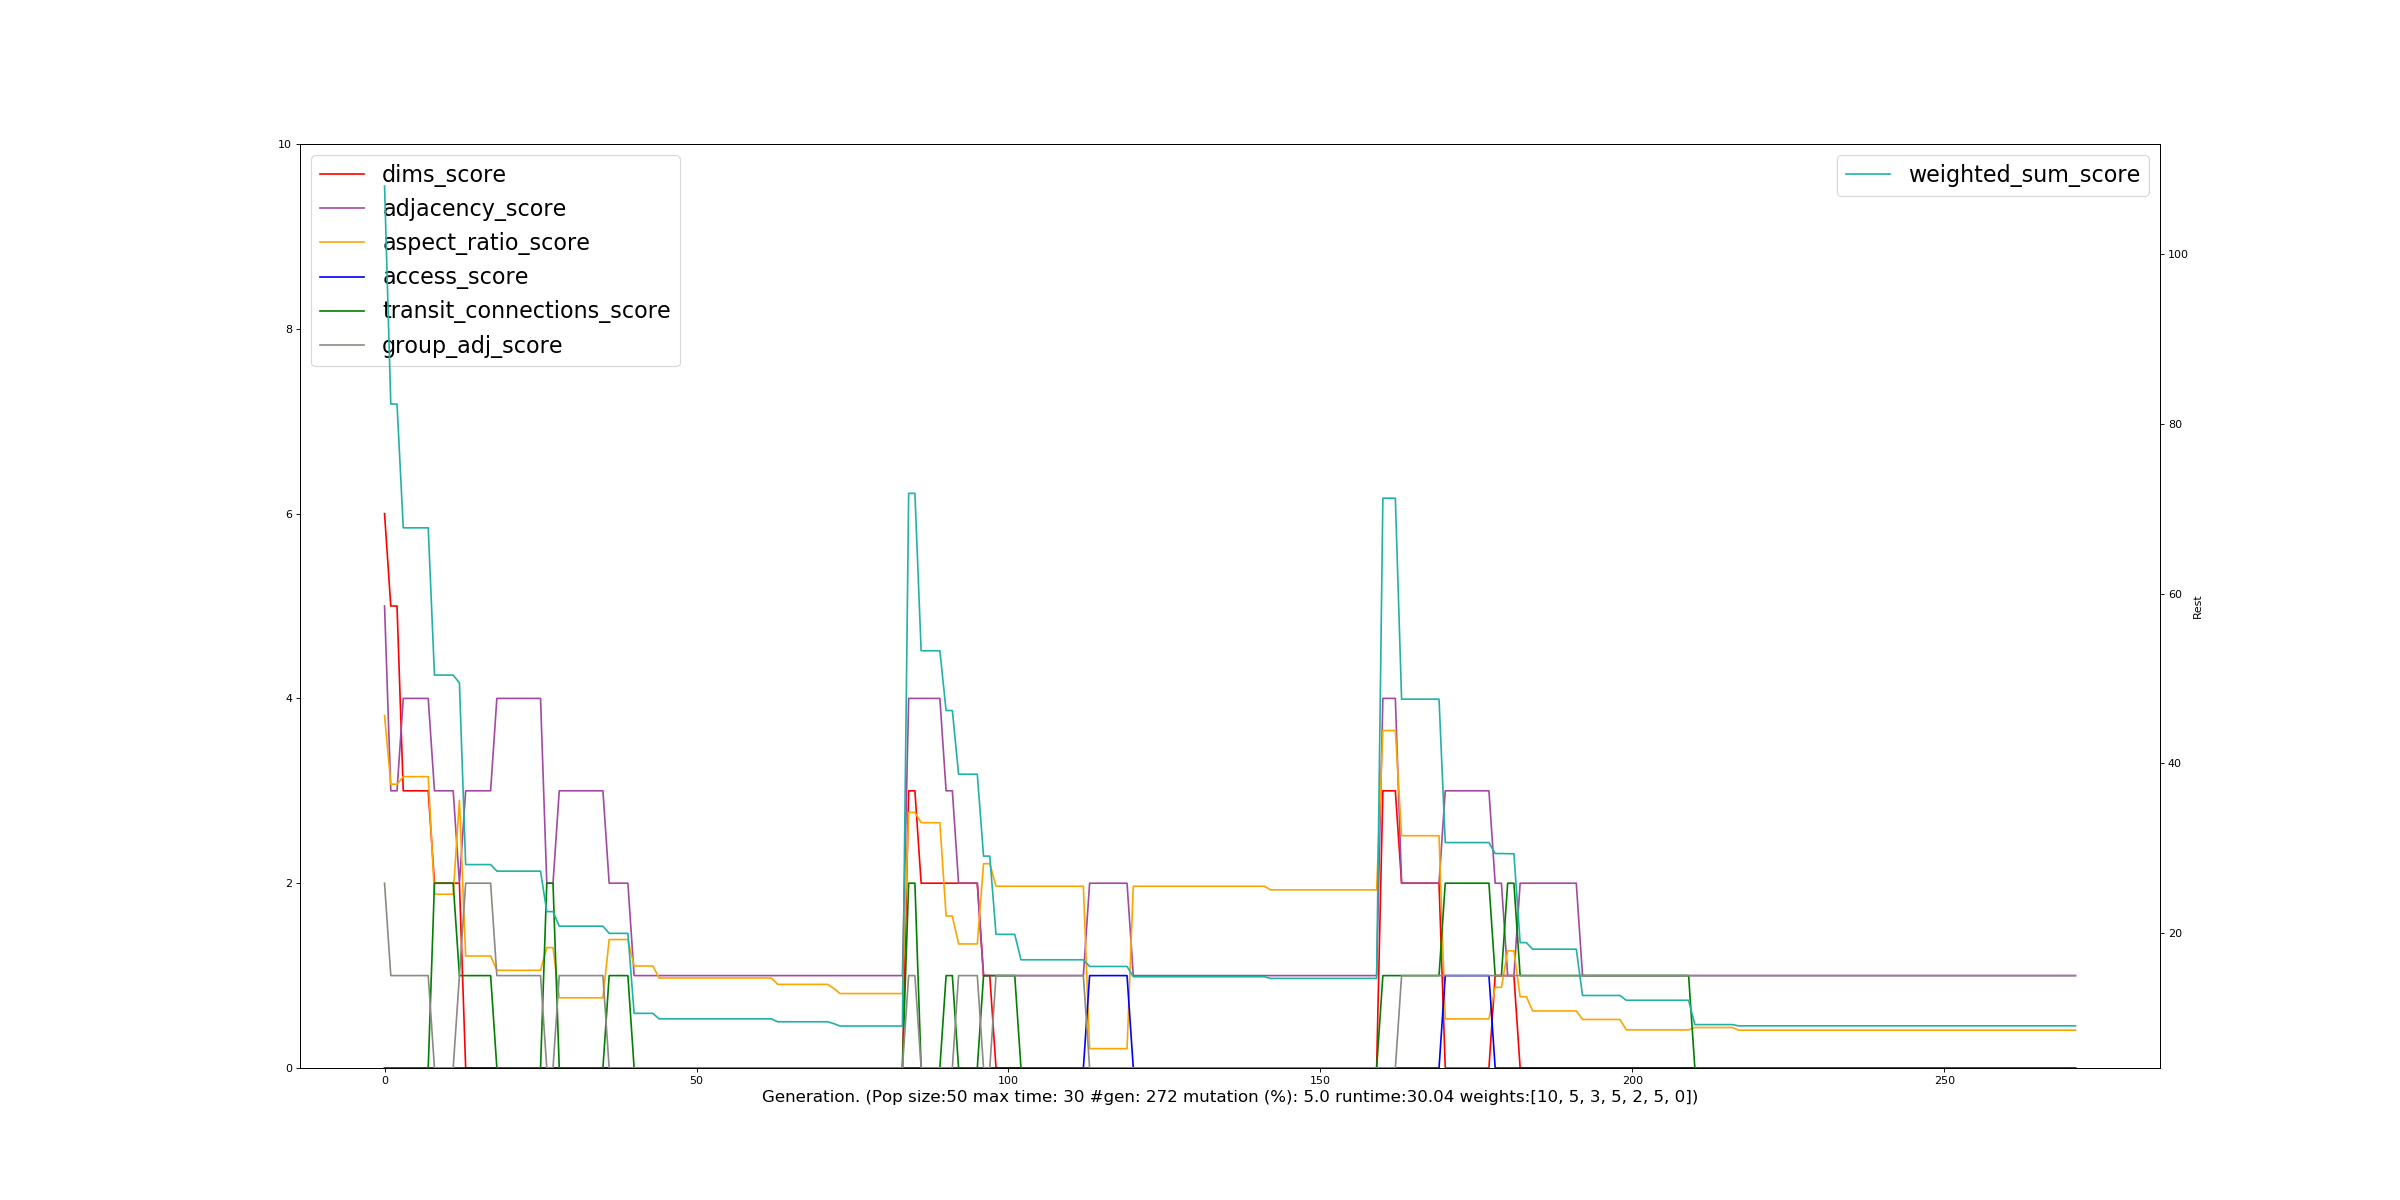 10
8
6
4
2
0
dims_score
adjacency_score
aspect_ratio_score
access_score
transit_connections_score
group_adj_score
weighted_sum_score
100
80
60
40
20
Rest
0 50 100 150 200 250
Generation. (Pop size:50 max time: 30 #gen: 272 mutation (%): 5.0 runtime:30.04 weights:[10, 5, 3, 5, 2, 5, 0])